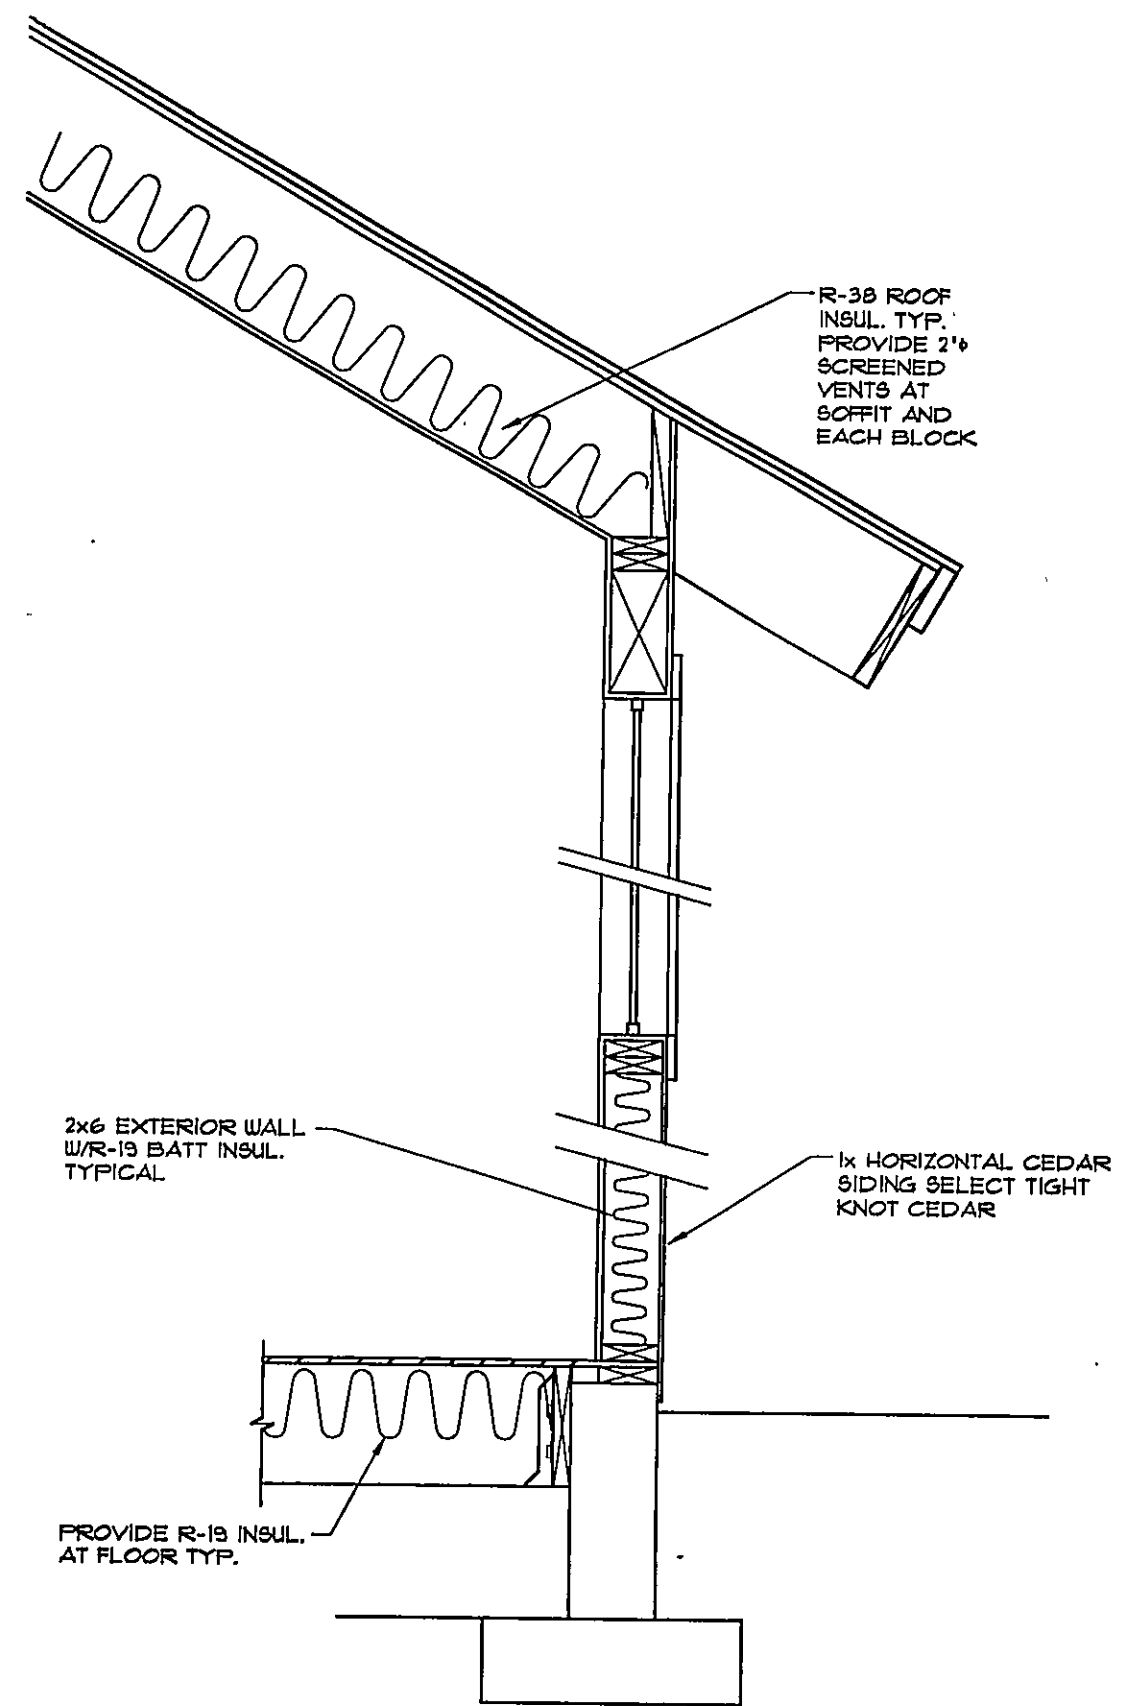 R-38 ROOF
INSUL. TYP.
PROVIDE 2"ϕ
SCREENED
VENTS AT
SOFFIT AND
EACH BLOCK
2x6 EXTERIOR WALL
W/R-19 BATT INSUL.
TYPICAL
1x HORIZONTAL CEDAR
SIDING SELECT TIGHT
KNOT CEDAR
PROVIDE R-19 INSUL.
AT FLOOR TYP.